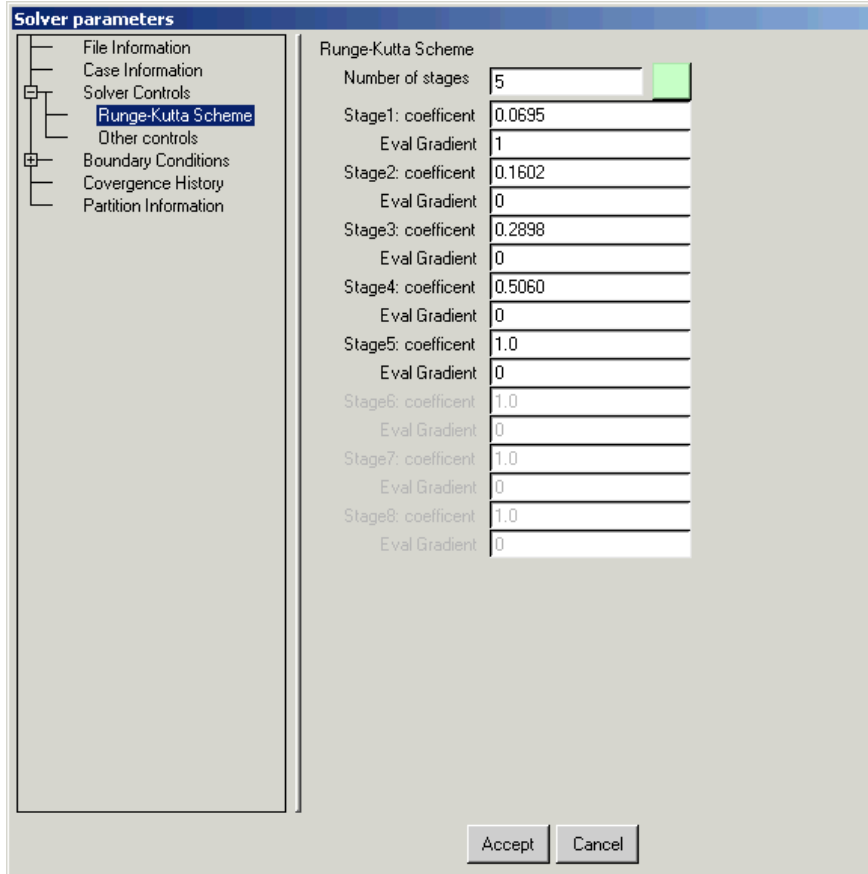 Solver parameters
File Information
Case Information
Solver Controls
Runge-Kutta Scheme
Other controls
Boundary Conditions
Covergence History
Partition Information
Runge-Kutta Scheme
Number of stages 5
Stage1: coefficent 0.0695
Eval Gradient 1
Stage2: coefficent 0.1602
Eval Gradient 0
Stage3: coefficent 0.2898
Eval Gradient 0
Stage4: coefficent 0.5060
Eval Gradient 0
Stage5: coefficent 1.0
Eval Gradient 0
Stage6: coefficent 1.0
Eval Gradient 0
Stage7: coefficent 1.0
Eval Gradient 0
Stage8: coefficent 1.0
Eval Gradient 0
Accept Cancel